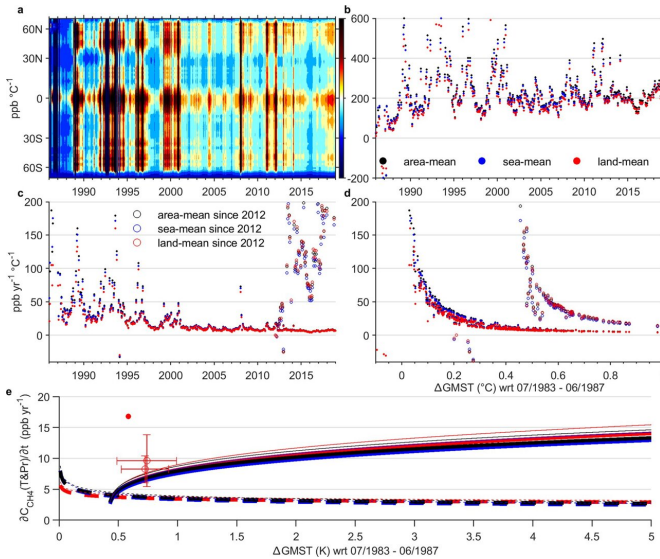 a
b
60N
30N
0
30S
60S
ppb °C⁻¹
1990 1995 2000 2005 2010 2015
600
400
200
100
0
-200
area-mean sea-mean land-mean
1990 1995 2000 2005 2010 2015
c
d
200
150
100
50
0
ppb yr⁻¹ °C⁻¹
area-mean since 2012
sea-mean since 2012
land-mean since 2012
1990 1995 2000 2005 2010 2015
200
150
100
50
0
0 0.2 0.4 0.6 0.8
ΔGMST (°C) wrt 07/1983 - 06/1987
e
20
15
10
5
0
∂C_CH4(T&Pr)/∂t (ppb yr⁻¹)
0 0.5 1 1.5 2 2.5 3 3.5 4 4.5 5
ΔGMST (K) wrt 07/1983 - 06/1987